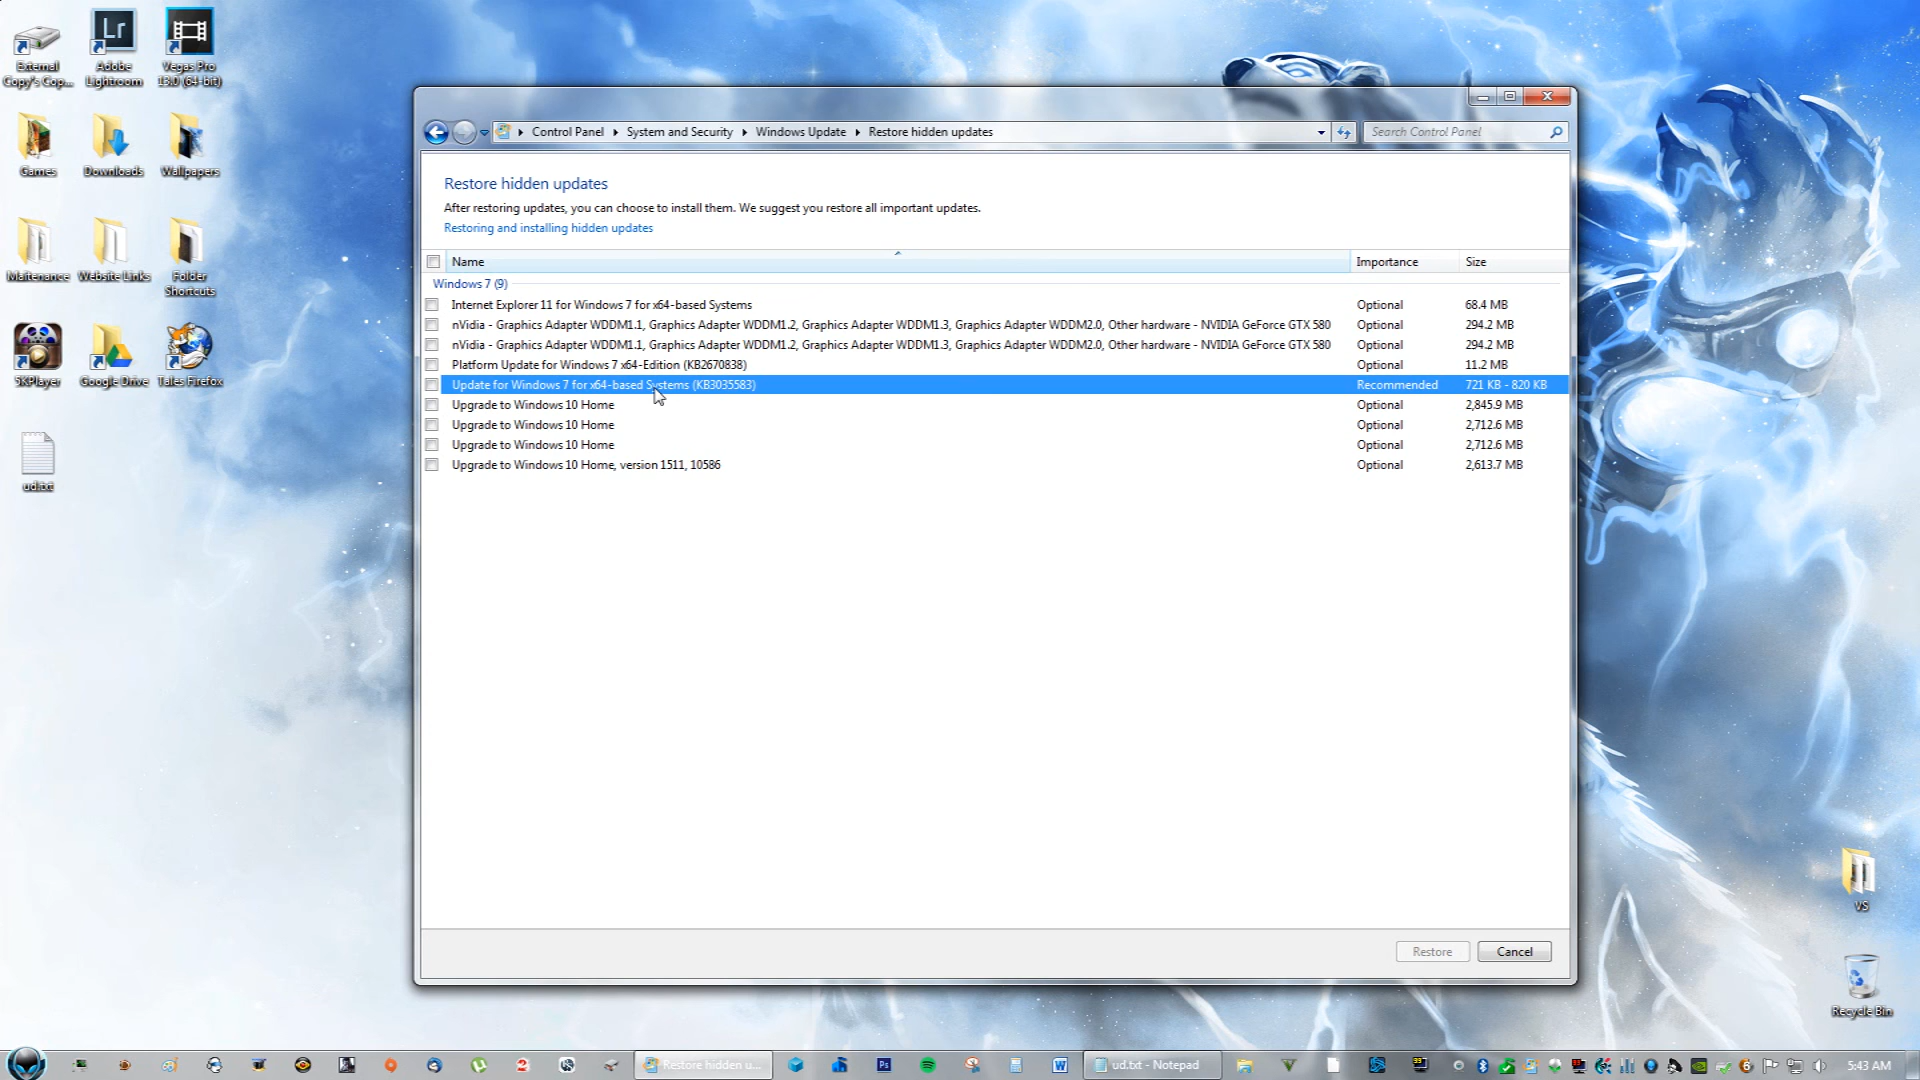 External
Copy's Cop...
Adobe
Lightroom
Vegas Pro
13.0 (64-bit)
Games
Downloads
Wallpapers
Maitenance
Website Links
Folder
Shortcuts
5KPlayer
Google Drive
Tales Firefox
ud.txt
Control Panel
System and Security
Windows Update
Restore hidden updates
Search Control Panel
Restore hidden updates
After restoring updates, you can choose to install them. We suggest you restore all important updates.
Restoring and installing hidden updates
Name Importance Size
Windows 7 (9)
Internet Explorer 11 for Windows 7 for x64-based Systems Optional 68.4 MB
nVidia - Graphics Adapter WDDM1.1, Graphics Adapter WDDM1.2, Graphics Adapter WDDM1.3, Graphics Adapter WDDM2.0, Other hardware - NVIDIA GeForce GTX 580 Optional 294.2 MB
nVidia - Graphics Adapter WDDM1.1, Graphics Adapter WDDM1.2, Graphics Adapter WDDM1.3, Graphics Adapter WDDM2.0, Other hardware - NVIDIA GeForce GTX 580 Optional 294.2 MB
Platform Update for Windows 7 x64-Edition (KB2670838) Optional 11.2 MB
Update for Windows 7 for x64-based Systems (KB3035583) Recommended 721 KB - 820 KB
Upgrade to Windows 10 Home Optional 2,845.9 MB
Upgrade to Windows 10 Home Optional 2,712.6 MB
Upgrade to Windows 10 Home Optional 2,712.6 MB
Upgrade to Windows 10 Home, version 1511, 10586 Optional 2,613.7 MB
Restore
Cancel
VS
Recycle Bin
Restore hidden u...
ud.txt - Notepad
5:43 AM